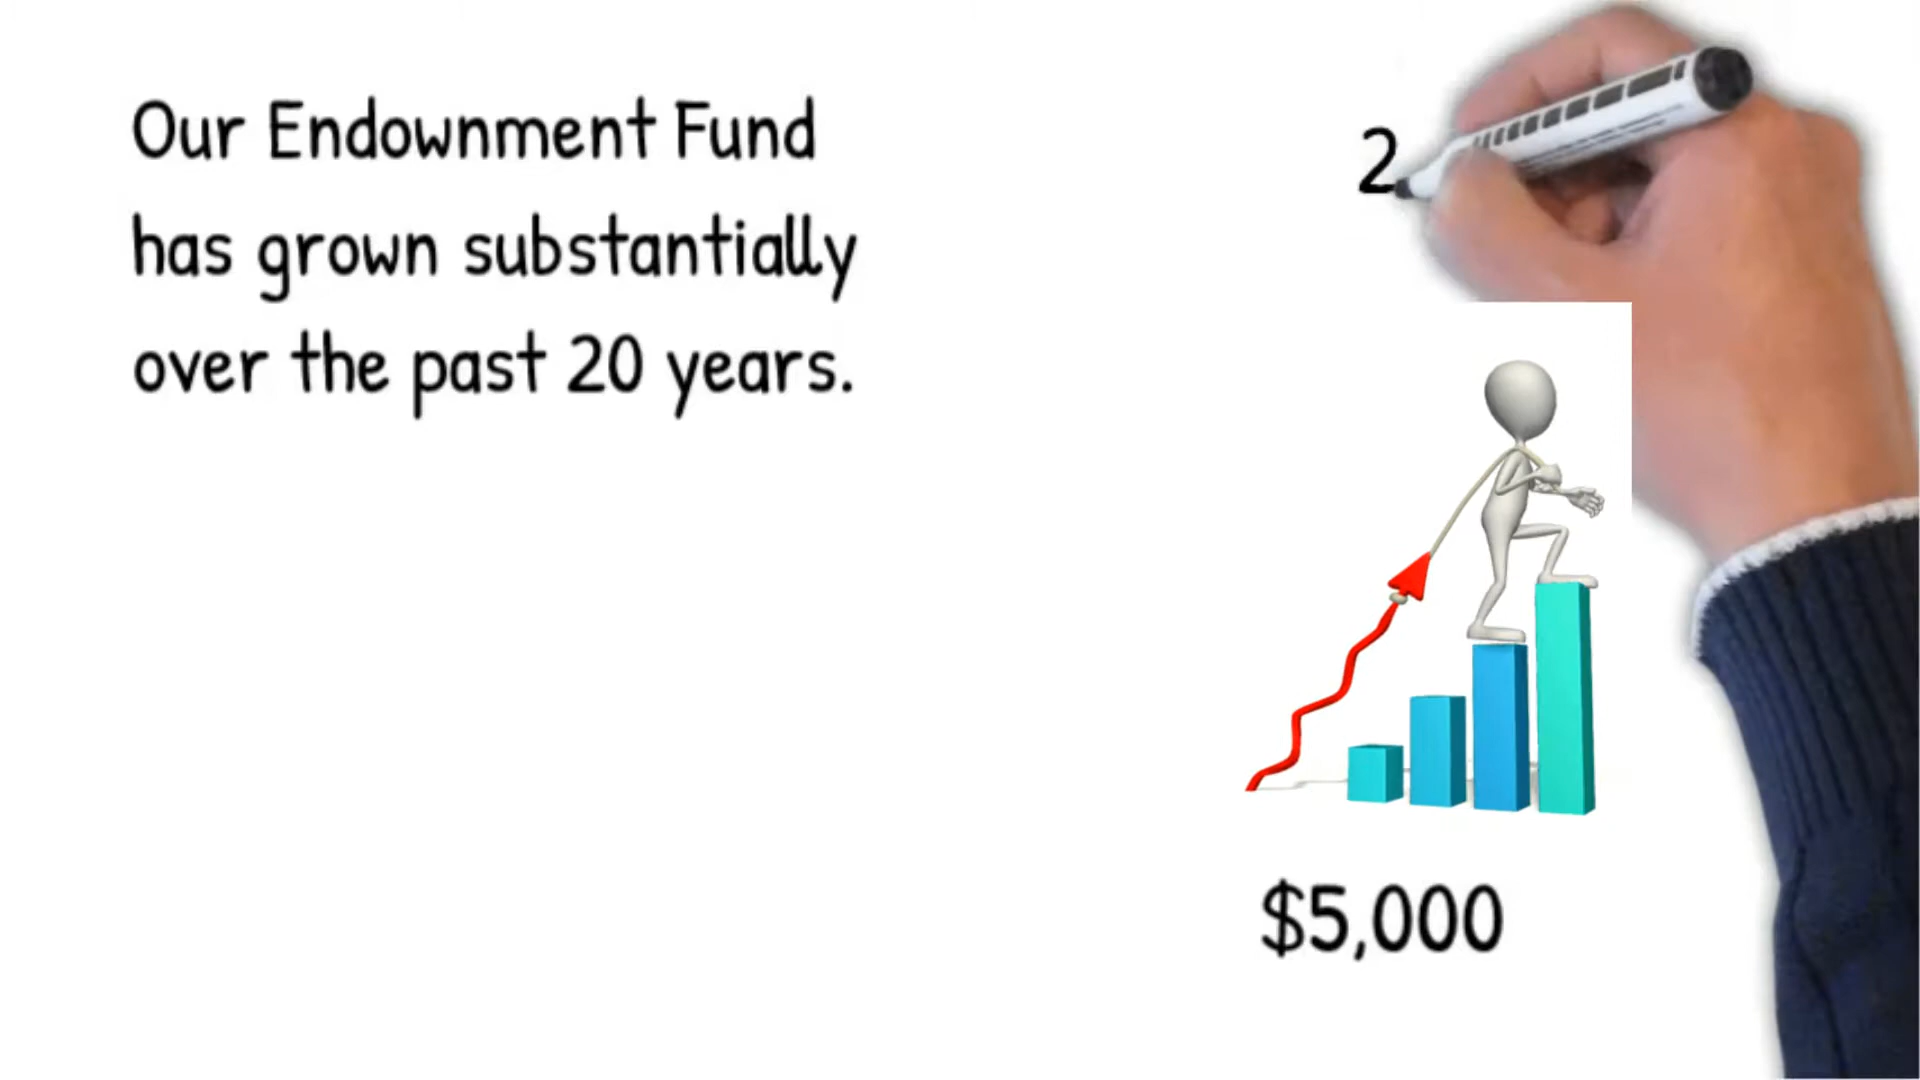 Our Endownment Fund
has grown substantially
over the past 20 years.
2
$5,000